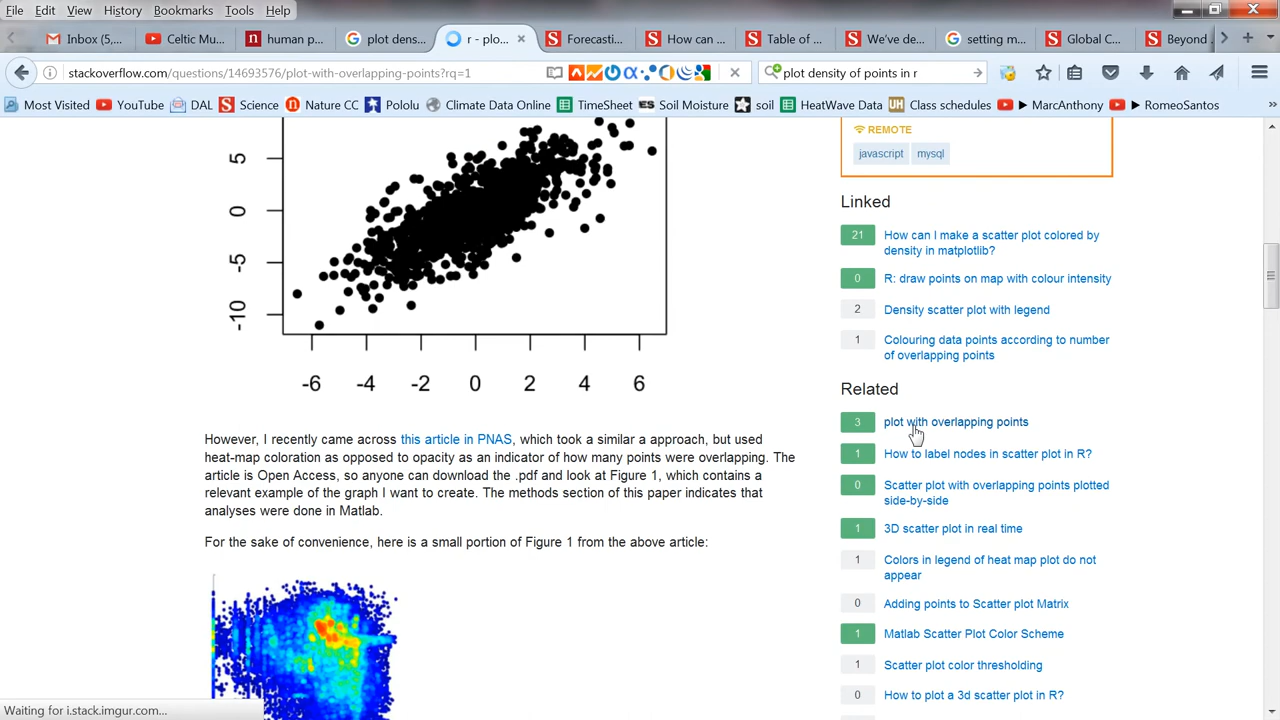 File Edit View History Bookmarks Tools Help
Inbox (5,... Celtic Mu... human p... plot dens... r - plo... Forecasti... How can ... Table of ... We've de... setting m... Global C... Beyond
stackoverflow.com/questions/14693576/plot-with-overlapping-points?rq=1 plot density of points in r
Most Visited YouTube DAL Science Nature CC Pololu Climate Data Online TimeSheet Soil Moisture soil HeatWave Data Class schedules MarcAnthony RomeoSantos
5
0
-5
-10
-6 -4 -2 0 2 4 6
However, I recently came across this article in PNAS, which took a similar a approach, but used
heat-map coloration as opposed to opacity as an indicator of how many points were overlapping. The
article is Open Access, so anyone can download the .pdf and look at Figure 1, which contains a
relevant example of the graph I want to create. The methods section of this paper indicates that
analyses were done in Matlab.
For the sake of convenience, here is a small portion of Figure 1 from the above article:
REMOTE
javascript mysql
Linked
21 How can I make a scatter plot colored by
density in matplotlib?
0 R: draw points on map with colour intensity
2 Density scatter plot with legend
1 Colouring data points according to number
of overlapping points
Related
3 plot with overlapping points
1 How to label nodes in scatter plot in R?
0 Scatter plot with overlapping points plotted
side-by-side
1 3D scatter plot in real time
1 Colors in legend of heat map plot do not
appear
0 Adding points to Scatter plot Matrix
1 Matlab Scatter Plot Color Scheme
1 Scatter plot color thresholding
0 How to plot a 3d scatter plot in R?
Waiting for i.stack.imgur.com...